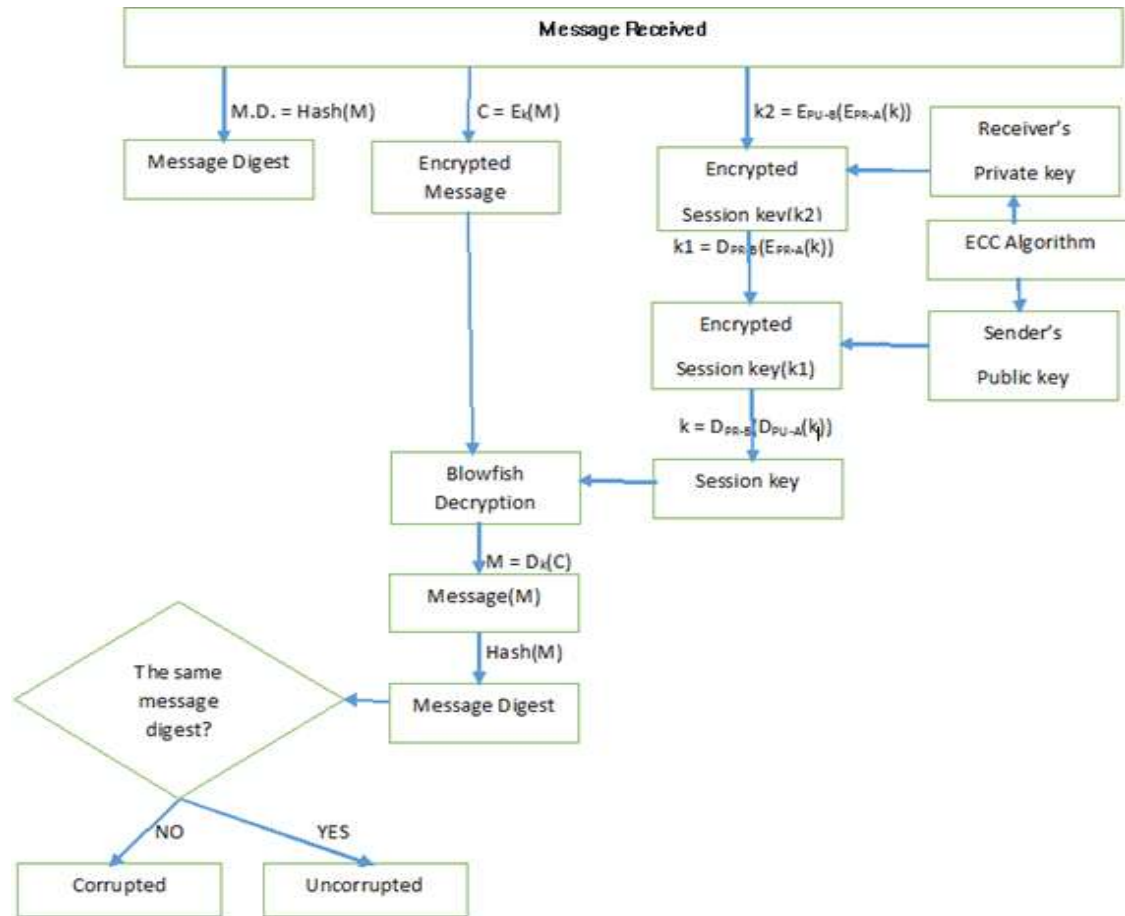 Message Received
M.D. = Hash(M)
C = Ek(M)
k2 = EPU-B(EPR-A(k))
Message Digest
Encrypted
Message
Encrypted
Session key(k2)
Receiver's
Private key
k1 = DPR-B(EPR-A(k))
ECC Algorithm
Encrypted
Session key(k1)
Sender's
Public key
k = DPR-B(DPU-A(k))
Blowfish
Decryption
Session key
M = Dk(C)
Message(M)
Hash(M)
The same
message
digest?
Message Digest
NO
YES
Corrupted
Uncorrupted